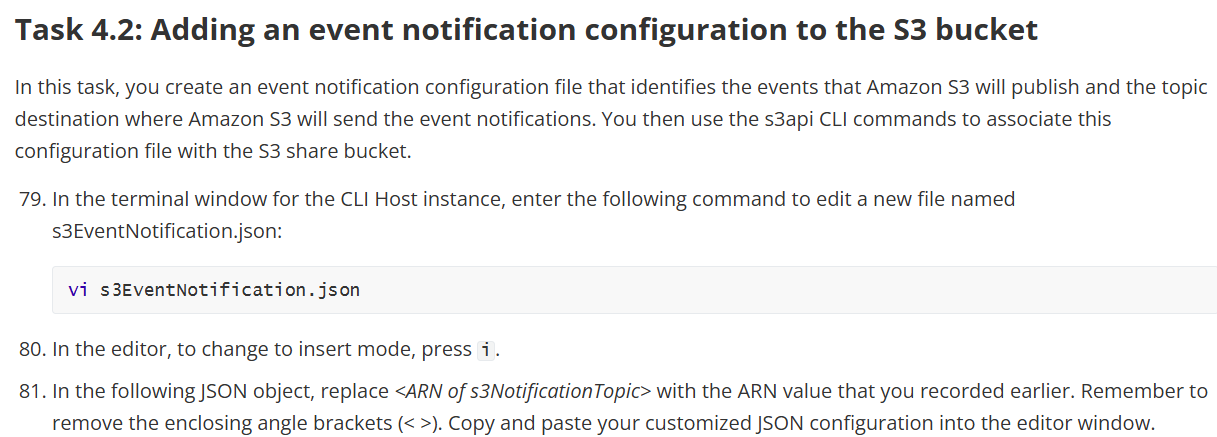 Task 4.2: Adding an event notification configuration to the S3 bucket
In this task, you create an event notification configuration file that identifies the events that Amazon S3 will publish and the topic
destination where Amazon S3 will send the event notifications. You then use the s3api CLI commands to associate this
configuration file with the S3 share bucket.
79. In the terminal window for the CLI Host instance, enter the following command to edit a new file named
s3EventNotification.json:
vi s3EventNotification.json
80. In the editor, to change to insert mode, press i.
81. In the following JSON object, replace <ARN of s3NotificationTopic> with the ARN value that you recorded earlier. Remember to
remove the enclosing angle brackets (< >). Copy and paste your customized JSON configuration into the editor window.